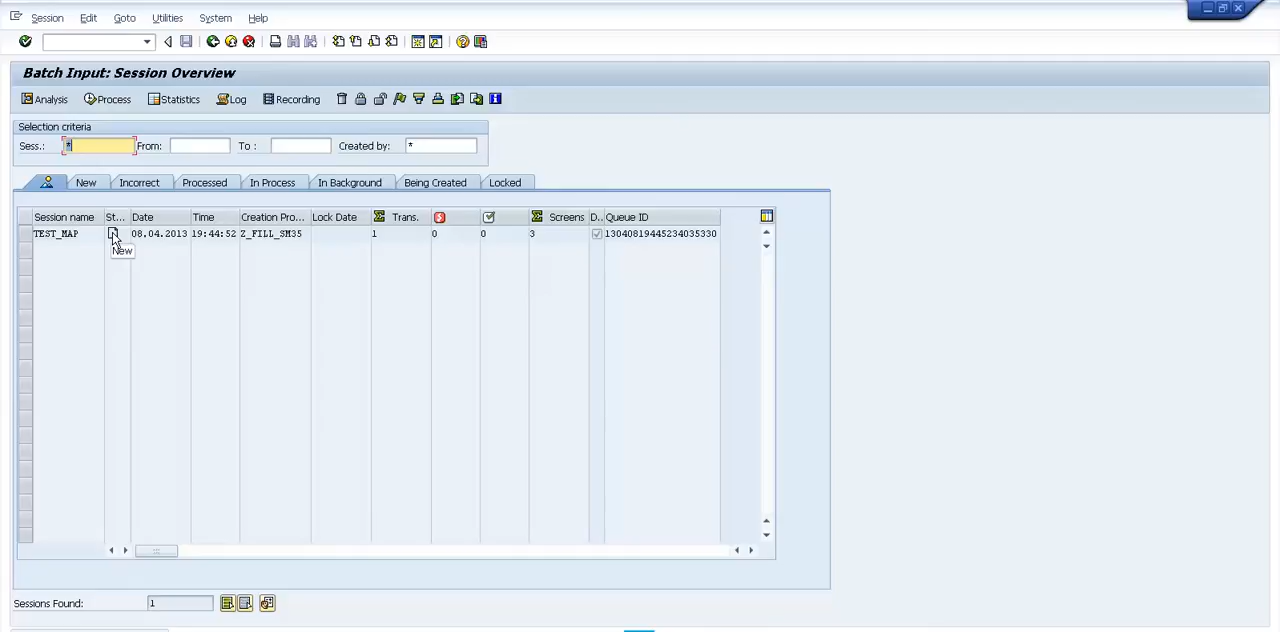 Session Edit Goto Utilities System Help
Batch Input: Session Overview
Analysis Process Statistics Log Recording
Selection criteria
Sess.: * From: To : Created by: *
New Incorrect Processed In Process In Background Being Created Locked
Session name St... Date Time Creation Pro... Lock Date Trans. Screens D.. Queue ID
TEST_MAP 08.04.2013 19:44:52 Z_FILL_SM35 1 0 0 3 13040819445234035330
New
Sessions Found: 1